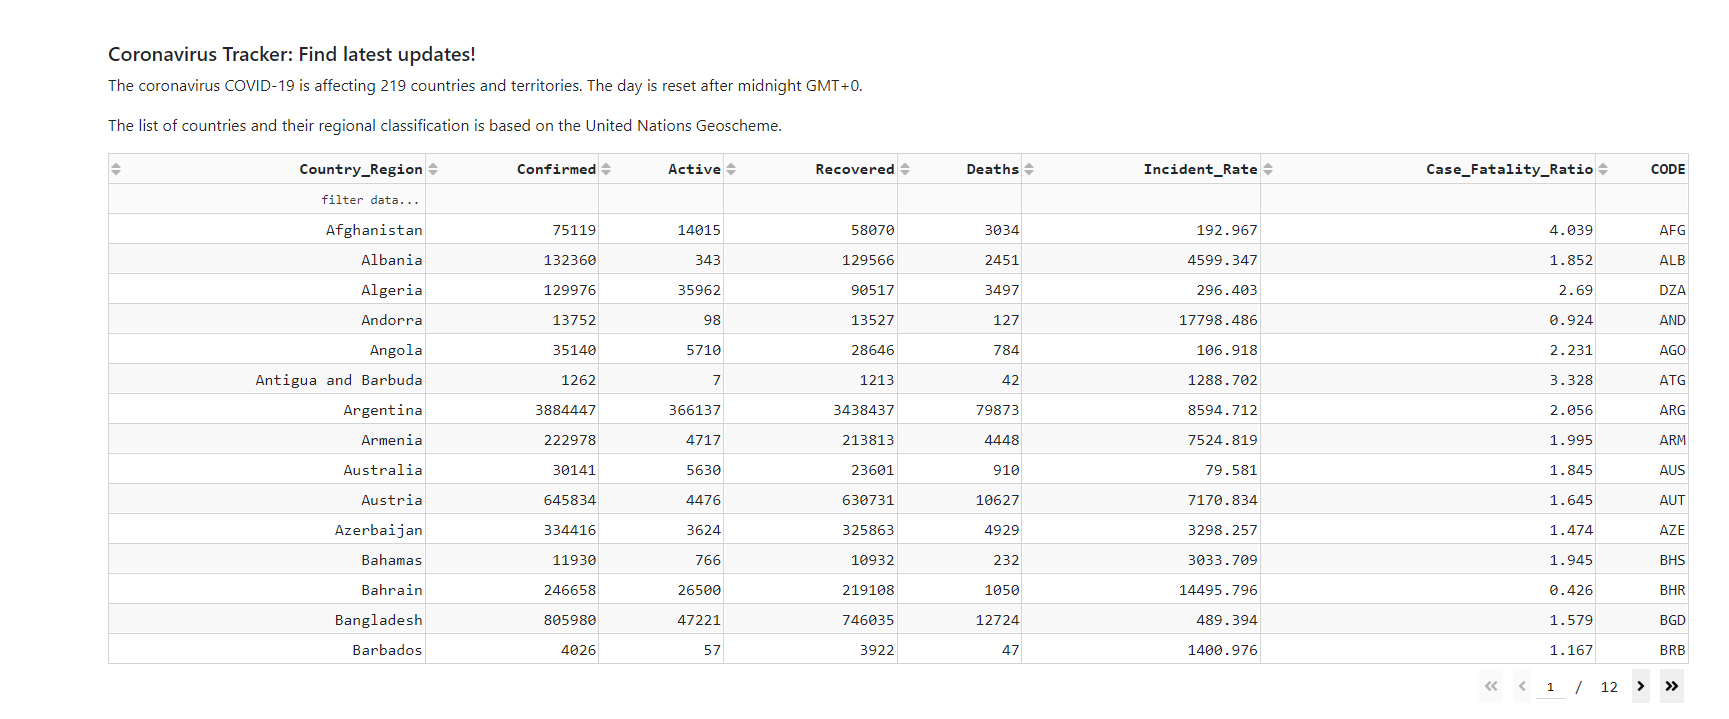 Coronavirus Tracker: Find latest updates!
The coronavirus COVID-19 is affecting 219 countries and territories. The day is reset after midnight GMT+0.
The list of countries and their regional classification is based on the United Nations Geoscheme.
Country_Region Confirmed Active Recovered Deaths Incident_Rate Case_Fatality_Ratio CODE
filter data...
Afghanistan 75119 14015 58070 3034 192.967 4.039 AFG
Albania 132360 343 129566 2451 4599.347 1.852 ALB
Algeria 129976 35962 90517 3497 296.403 2.69 DZA
Andorra 13752 98 13527 127 17798.486 0.924 AND
Angola 35140 5710 28646 784 106.918 2.231 AGO
Antigua and Barbuda 1262 7 1213 42 1288.702 3.328 ATG
Argentina 3884447 366137 3438437 79873 8594.712 2.056 ARG
Armenia 222978 4717 213813 4448 7524.819 1.995 ARM
Australia 30141 5630 23601 910 79.581 1.845 AUS
Austria 645834 4476 630731 10627 7170.834 1.645 AUT
Azerbaijan 334416 3624 325863 4929 3298.257 1.474 AZE
Bahamas 11930 766 10932 232 3033.709 1.945 BHS
Bahrain 246658 26500 219108 1050 14495.796 0.426 BHR
Bangladesh 805980 47221 746035 12724 489.394 1.579 BGD
Barbados 4026 57 3922 47 1400.976 1.167 BRB
1 / 12